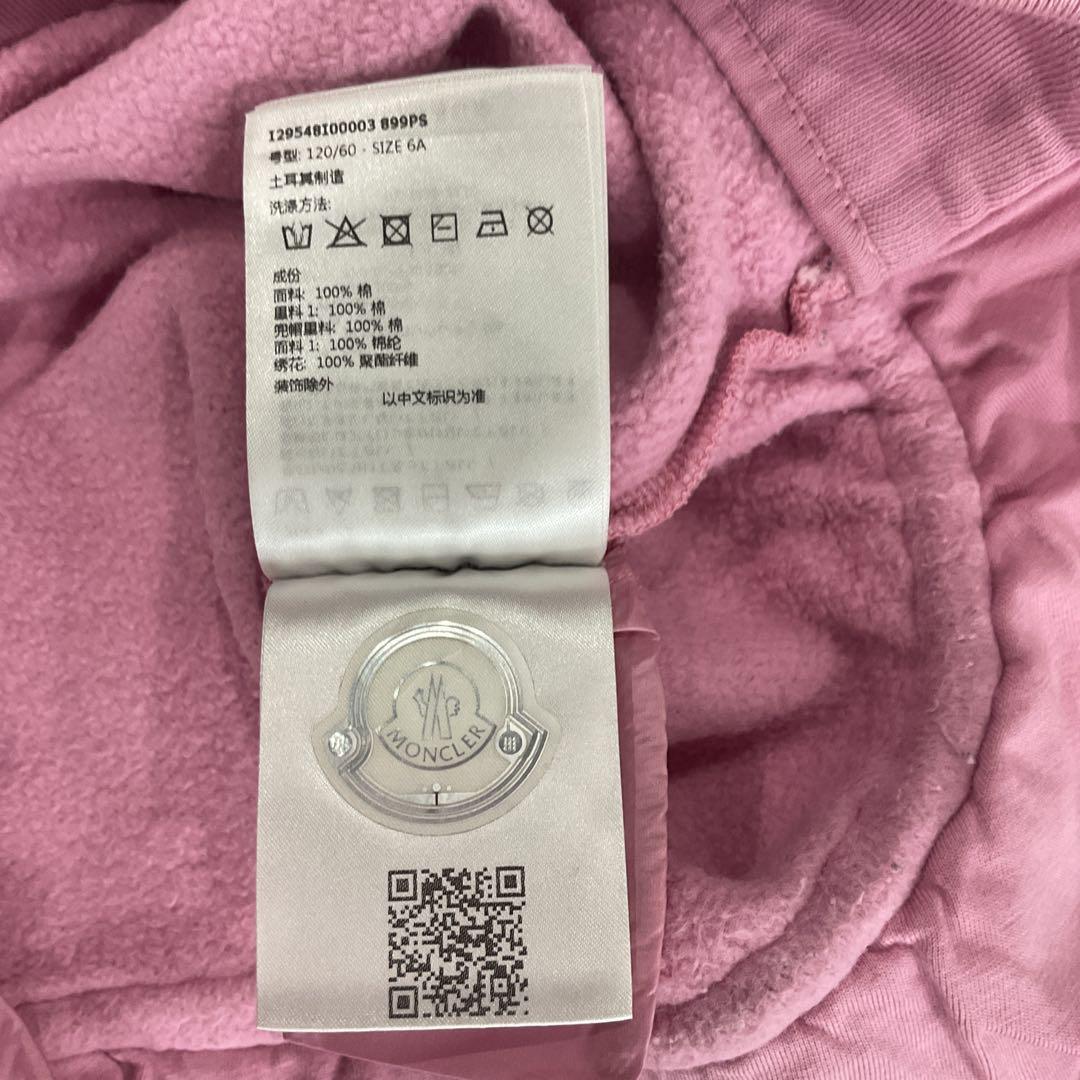 I29548I00003 899PS
号型: 120/60 - SIZE 6A
土耳其制造
洗涤方法:
成份
面料: 100% 棉
里料 1: 100% 棉
兜帽里料: 100% 棉
面料 1: 100% 锦纶
绣花: 100% 聚酯纤维
装饰除外
以中文标识为准
MONCLER